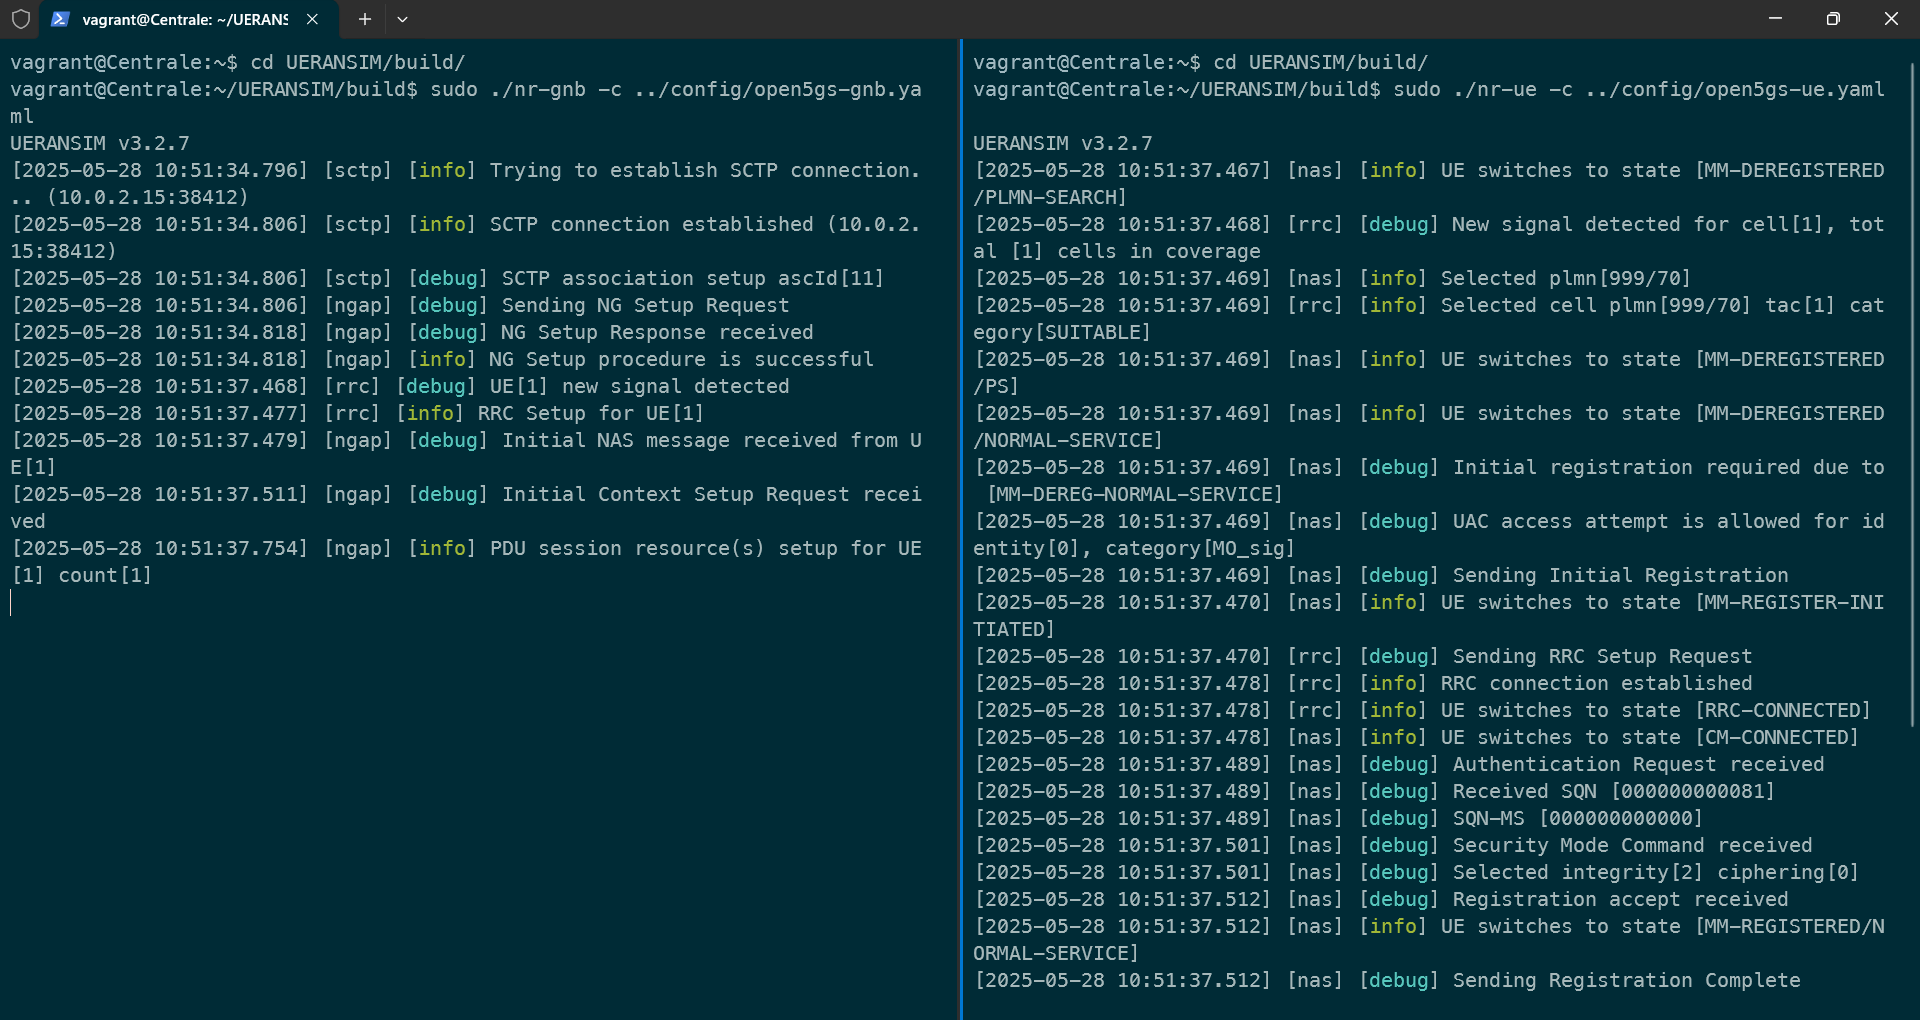 vagrant@Centrale: ~/UERANS
vagrant@Centrale:~$ cd UERANSIM/build/
vagrant@Centrale:~/UERANSIM/build$ sudo ./nr-gnb -c ../config/open5gs-gnb.ya
ml
UERANSIM v3.2.7
[2025-05-28 10:51:34.796] [sctp] [info] Trying to establish SCTP connection.
.. (10.0.2.15:38412)
[2025-05-28 10:51:34.806] [sctp] [info] SCTP connection established (10.0.2.
15:38412)
[2025-05-28 10:51:34.806] [sctp] [debug] SCTP association setup ascId[11]
[2025-05-28 10:51:34.806] [ngap] [debug] Sending NG Setup Request
[2025-05-28 10:51:34.818] [ngap] [debug] NG Setup Response received
[2025-05-28 10:51:34.818] [ngap] [info] NG Setup procedure is successful
[2025-05-28 10:51:37.468] [rrc] [debug] UE[1] new signal detected
[2025-05-28 10:51:37.477] [rrc] [info] RRC Setup for UE[1]
[2025-05-28 10:51:37.479] [ngap] [debug] Initial NAS message received from U
E[1]
[2025-05-28 10:51:37.511] [ngap] [debug] Initial Context Setup Request recei
ved
[2025-05-28 10:51:37.754] [ngap] [info] PDU session resource(s) setup for UE
[1] count[1]
vagrant@Centrale:~$ cd UERANSIM/build/
vagrant@Centrale:~/UERANSIM/build$ sudo ./nr-ue -c ../config/open5gs-ue.yaml
UERANSIM v3.2.7
[2025-05-28 10:51:37.467] [nas] [info] UE switches to state [MM-DEREGISTERED
/PLMN-SEARCH]
[2025-05-28 10:51:37.468] [rrc] [debug] New signal detected for cell[1], tot
al [1] cells in coverage
[2025-05-28 10:51:37.469] [nas] [info] Selected plmn[999/70]
[2025-05-28 10:51:37.469] [rrc] [info] Selected cell plmn[999/70] tac[1] cat
egory[SUITABLE]
[2025-05-28 10:51:37.469] [nas] [info] UE switches to state [MM-DEREGISTERED
/PS]
[2025-05-28 10:51:37.469] [nas] [info] UE switches to state [MM-DEREGISTERED
/NORMAL-SERVICE]
[2025-05-28 10:51:37.469] [nas] [debug] Initial registration required due to
 [MM-DEREG-NORMAL-SERVICE]
[2025-05-28 10:51:37.469] [nas] [debug] UAC access attempt is allowed for id
entity[0], category[MO_sig]
[2025-05-28 10:51:37.469] [nas] [debug] Sending Initial Registration
[2025-05-28 10:51:37.470] [nas] [info] UE switches to state [MM-REGISTER-INI
TIATED]
[2025-05-28 10:51:37.470] [rrc] [debug] Sending RRC Setup Request
[2025-05-28 10:51:37.478] [rrc] [info] RRC connection established
[2025-05-28 10:51:37.478] [rrc] [info] UE switches to state [RRC-CONNECTED]
[2025-05-28 10:51:37.478] [nas] [info] UE switches to state [CM-CONNECTED]
[2025-05-28 10:51:37.489] [nas] [debug] Authentication Request received
[2025-05-28 10:51:37.489] [nas] [debug] Received SQN [000000000081]
[2025-05-28 10:51:37.489] [nas] [debug] SQN-MS [000000000000]
[2025-05-28 10:51:37.501] [nas] [debug] Security Mode Command received
[2025-05-28 10:51:37.501] [nas] [debug] Selected integrity[2] ciphering[0]
[2025-05-28 10:51:37.512] [nas] [debug] Registration accept received
[2025-05-28 10:51:37.512] [nas] [info] UE switches to state [MM-REGISTERED/N
ORMAL-SERVICE]
[2025-05-28 10:51:37.512] [nas] [debug] Sending Registration Complete